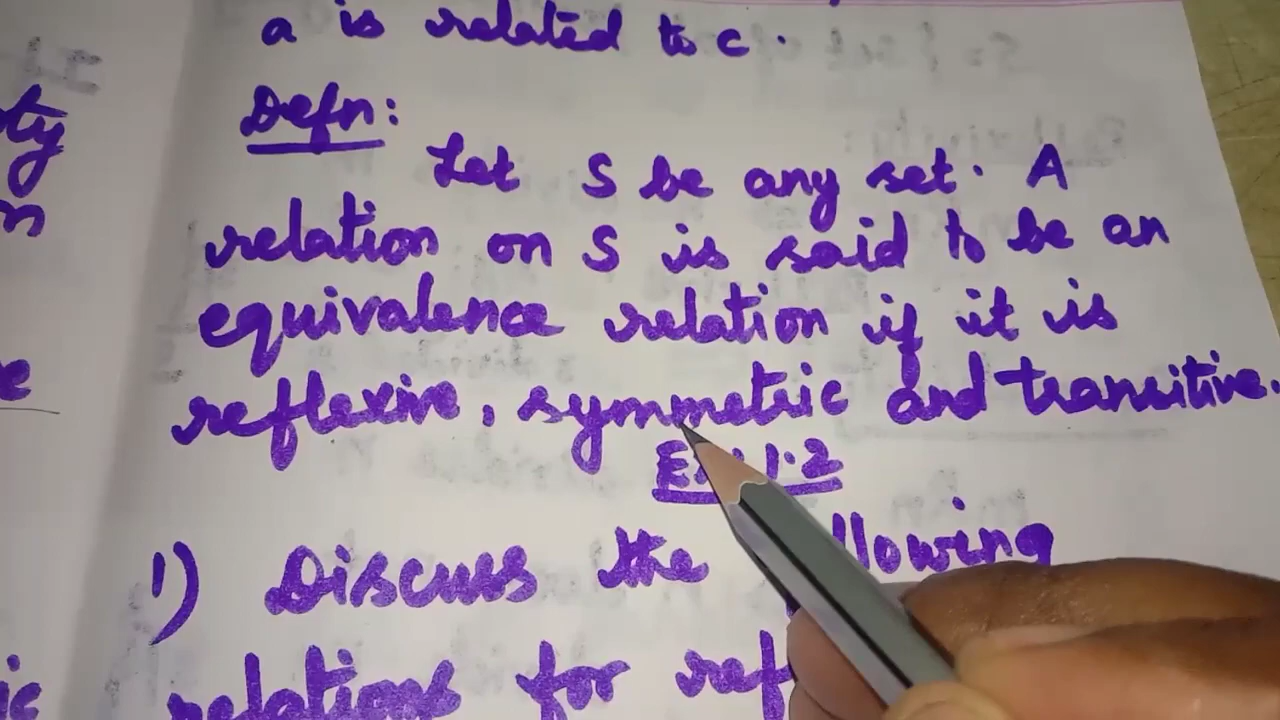 a is related to c.
Defn:
Let S be any set. A
relation on S is said to be an
equivalence relation if it is
reflexive, symmetric and transitive.
1.2
1) Discuss the
relations for